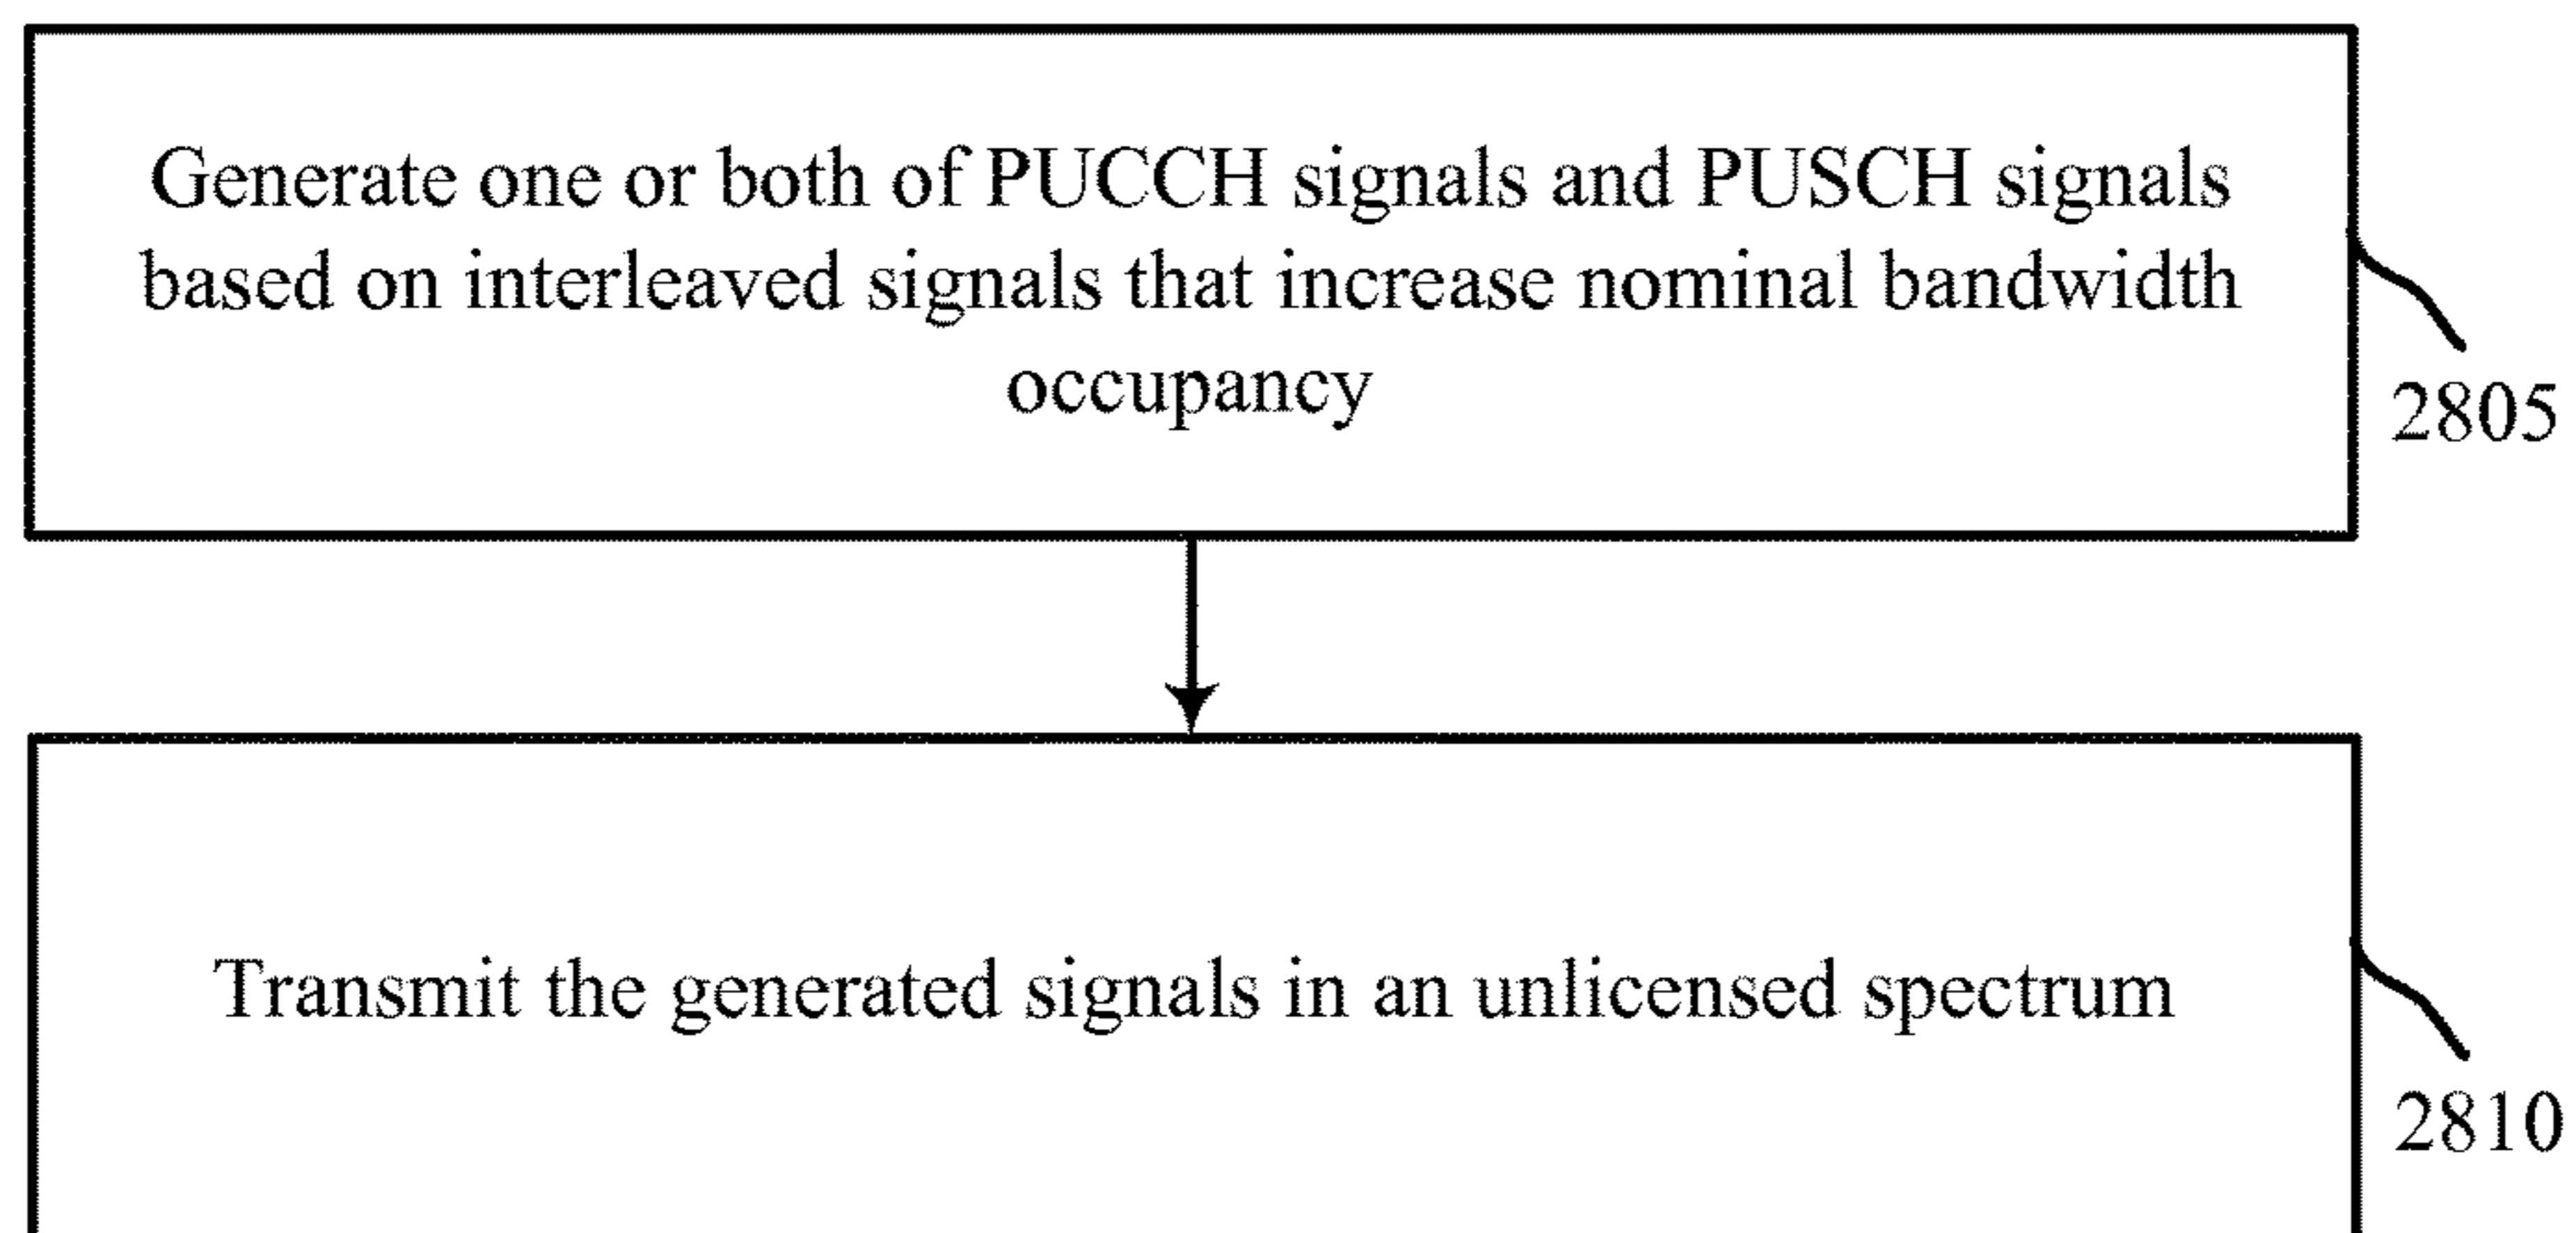 Generate one or both of PUCCH signals and PUSCH signals
based on interleaved signals that increase nominal bandwidth
occupancy
2805
Transmit the generated signals in an unlicensed spectrum
2810